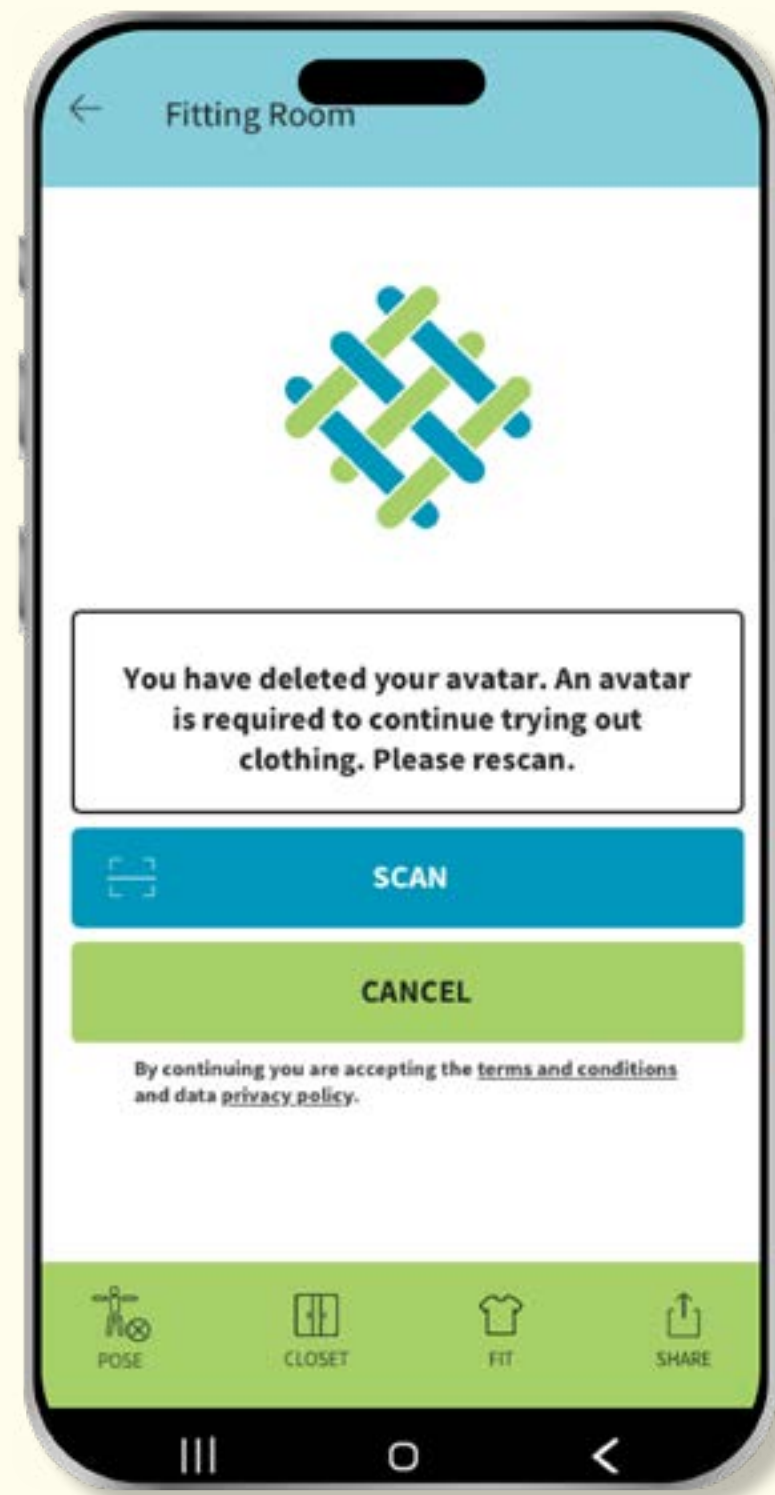 Fitting Room
You have deleted your avatar. An avatar
is required to continue trying out
clothing. Please rescan.
SCAN
CANCEL
By continuing you are accepting the terms and conditions
and data privacy policy.
POSE CLOSET FIT SHARE